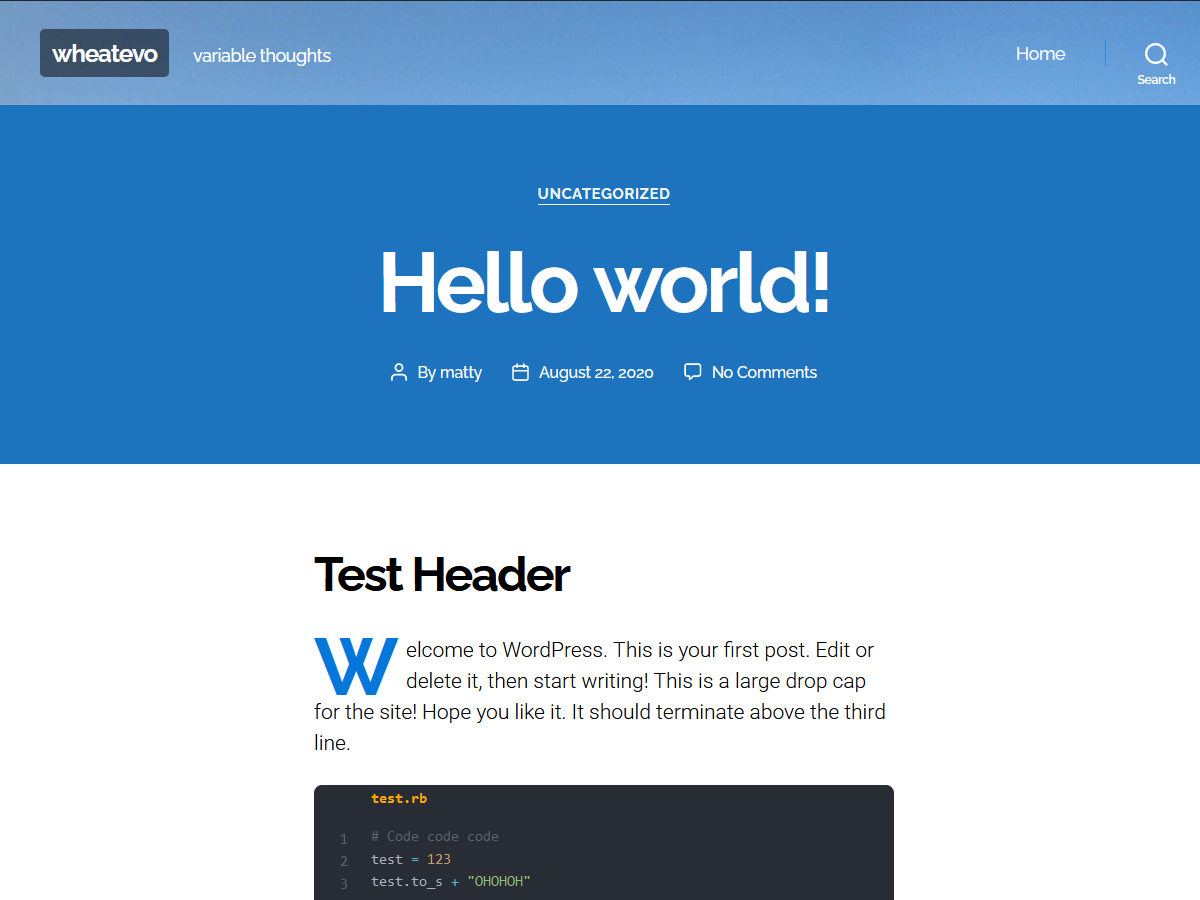 wheatevo
variable thoughts
Home
Search
UNCATEGORIZED
Hello world!
By matty
August 22, 2020
No Comments
Test Header
Welcome to WordPress. This is your first post. Edit or
delete it, then start writing! This is a large drop cap
for the site! Hope you like it. It should terminate above the third
line.
test.rb
1 # Code code code
2 test = 123
3 test.to_s + "OHOHOH"